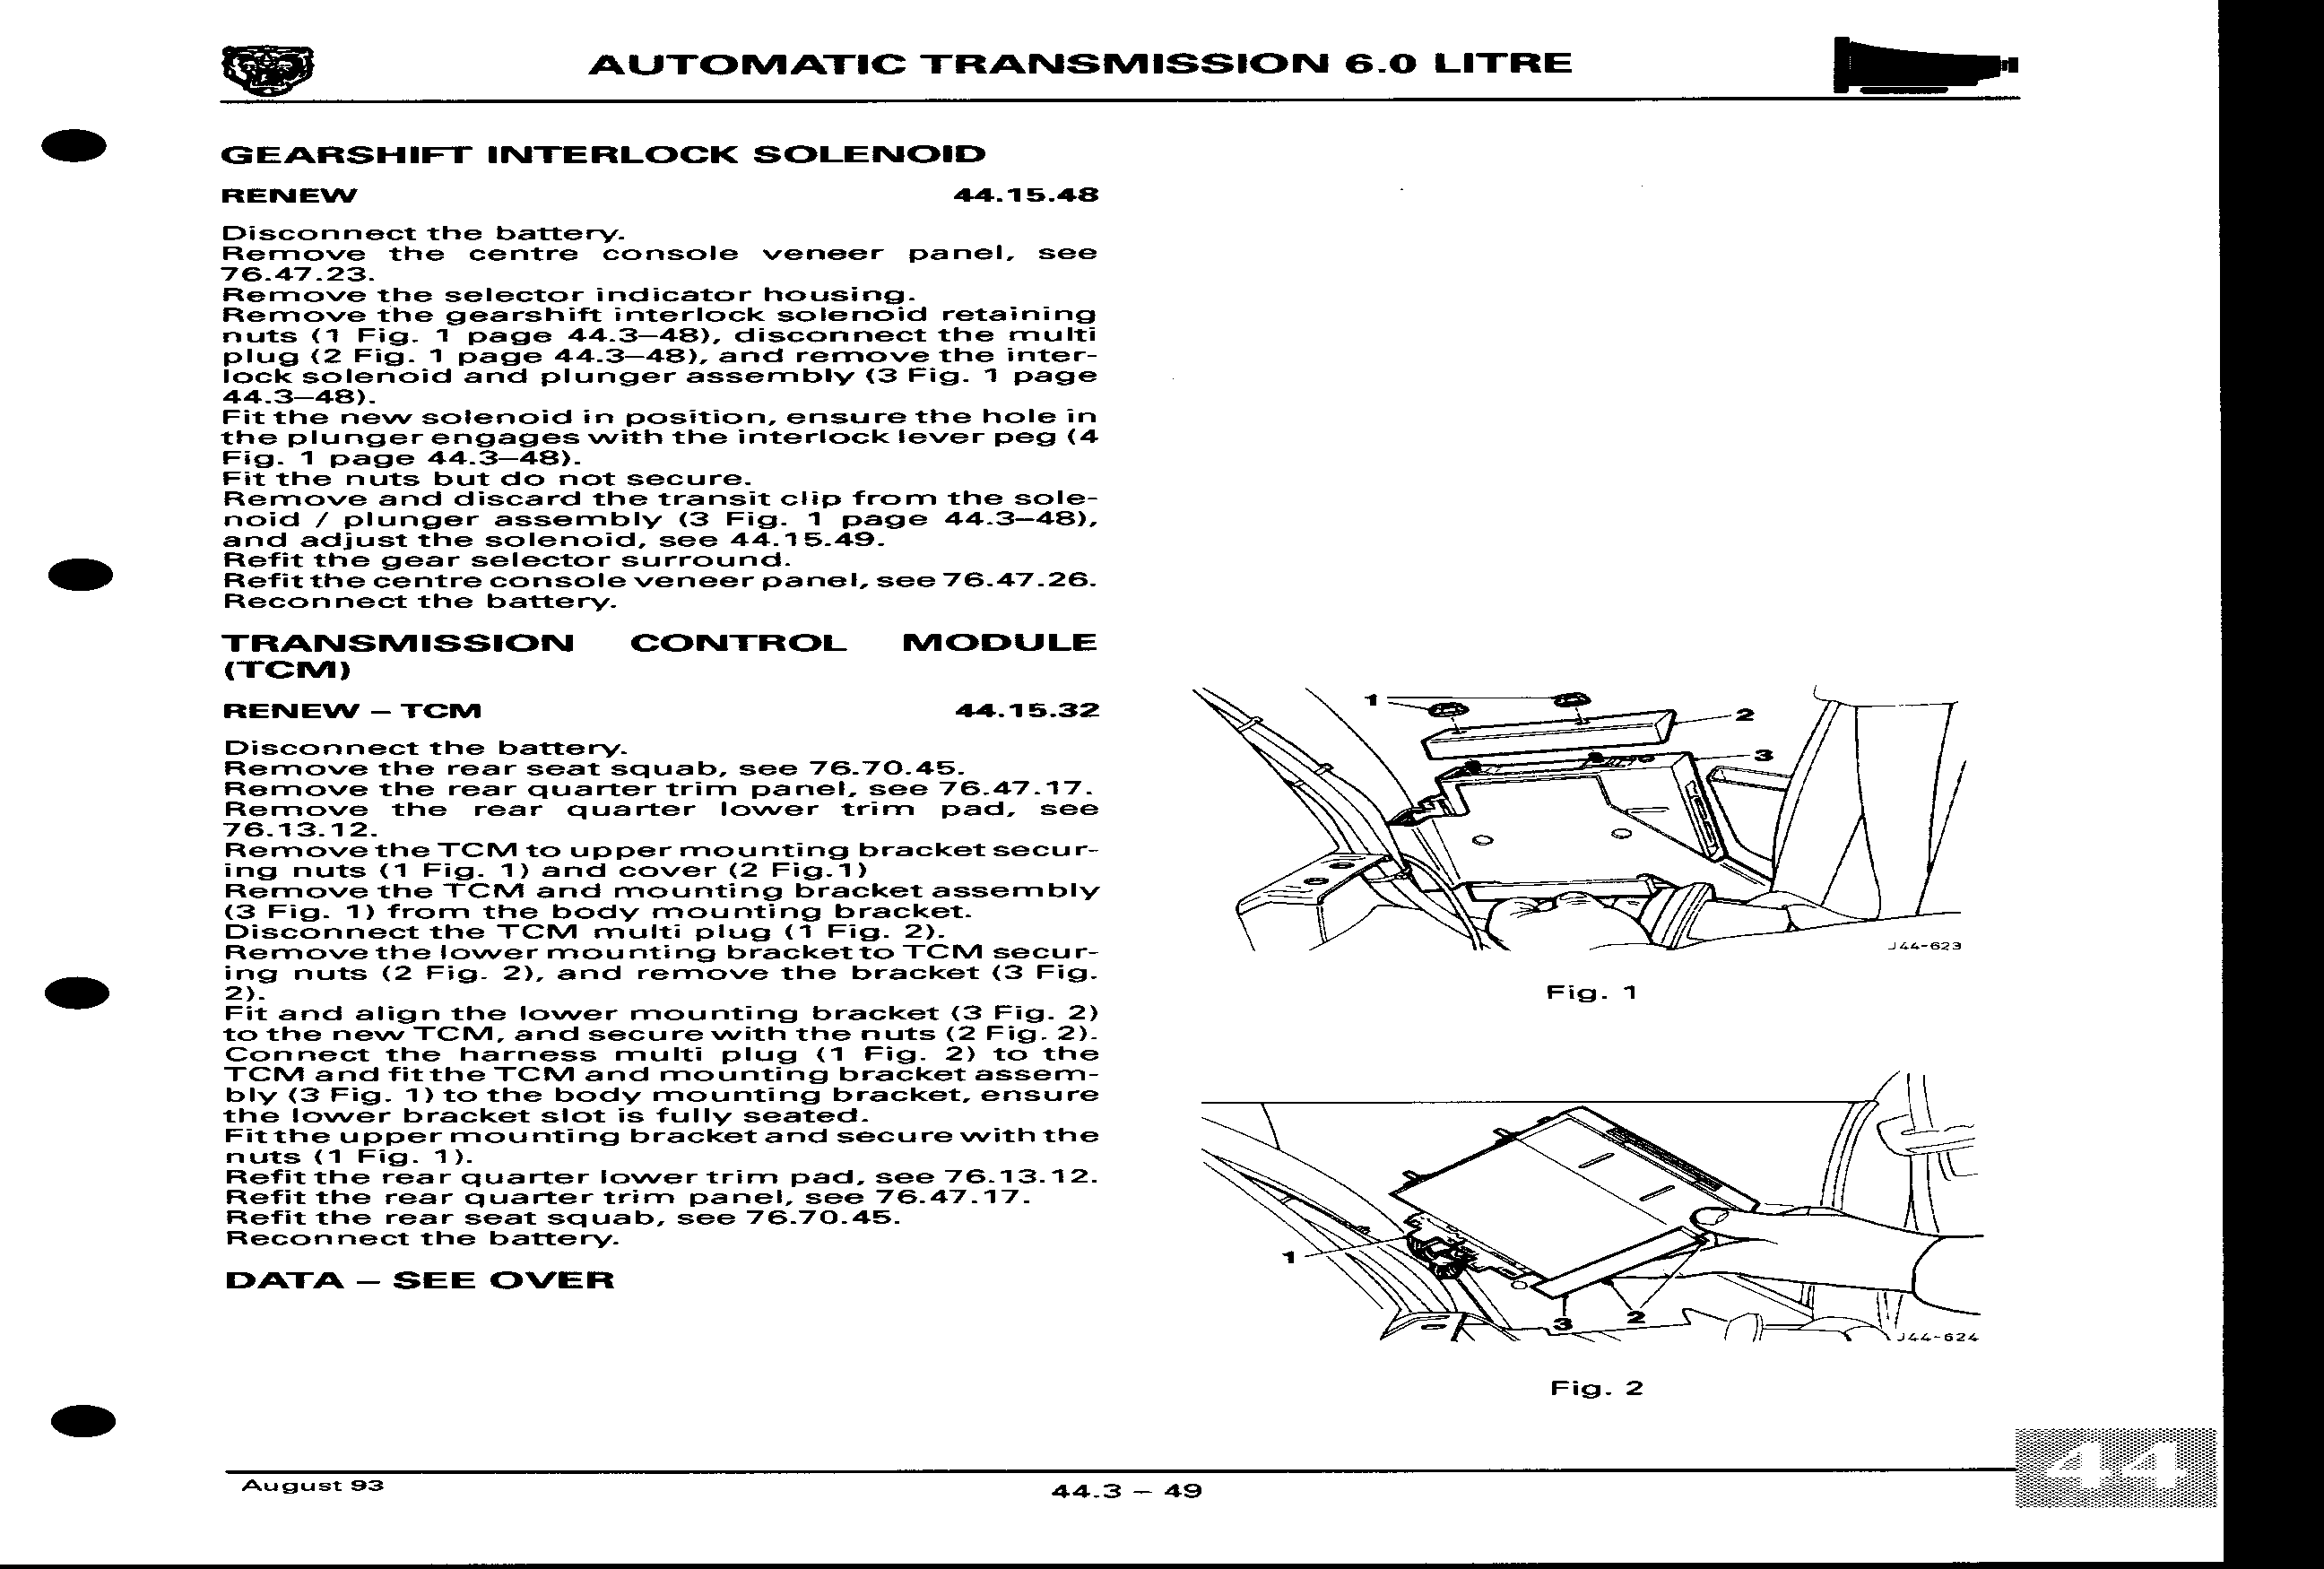 AUTOMATIC TRANSMISSION 6.0 LITRE
GEARSHIFT INTERLOCK SOLENOID
RENEW 44.15.48
Disconnect the battery.
Remove the centre console veneer panel, see
76.47.23.
Remove the selector indicator housing.
Remove the gearshift interlock solenoid retaining
nuts (1 Fig. 1 page 44.3–48), disconnect the multi
plug (2 Fig. 1 page 44.3–48), and remove the inter-
lock solenoid and plunger assembly (3 Fig. 1 page
44.3–48).
Fit the new solenoid in position, ensure the hole in
the plunger engages with the interlock lever peg (4
Fig. 1 page 44.3–48).
Fit the nuts but do not secure.
Remove and discard the transit clip from the sole-
noid / plunger assembly (3 Fig. 1 page 44.3–48),
and adjust the solenoid, see 44.15.49.
Refit the gear selector surround.
Refit the centre console veneer panel, see 76.47.26.
Reconnect the battery.
TRANSMISSION CONTROL MODULE
(TCM)
RENEW – TCM 44.15.32
Disconnect the battery.
Remove the rear seat squab, see 76.70.45.
Remove the rear quarter trim panel, see 76.47.17.
Remove the rear quarter lower trim pad, see
76.13.12.
Remove the TCM to upper mounting bracket secur-
ing nuts (1 Fig. 1) and cover (2 Fig.1)
Remove the TCM and mounting bracket assembly
(3 Fig. 1) from the body mounting bracket.
Disconnect the TCM multi plug (1 Fig. 2).
Remove the lower mounting bracket to TCM secur-
ing nuts (2 Fig. 2), and remove the bracket (3 Fig.
2).
Fit and align the lower mounting bracket (3 Fig. 2)
to the new TCM, and secure with the nuts (2 Fig. 2).
Connect the harness multi plug (1 Fig. 2) to the
TCM and fit the TCM and mounting bracket assem-
bly (3 Fig. 1) to the body mounting bracket, ensure
the lower bracket slot is fully seated.
Fit the upper mounting bracket and secure with the
nuts (1 Fig. 1).
Refit the rear quarter lower trim pad, see 76.13.12.
Refit the rear quarter trim panel, see 76.47.17.
Refit the rear seat squab, see 76.70.45.
Reconnect the battery.
DATA – SEE OVER
1
2
3
J44-623
Fig. 1
1
3
2
J44-624
Fig. 2
44
August 93
44.3 – 49